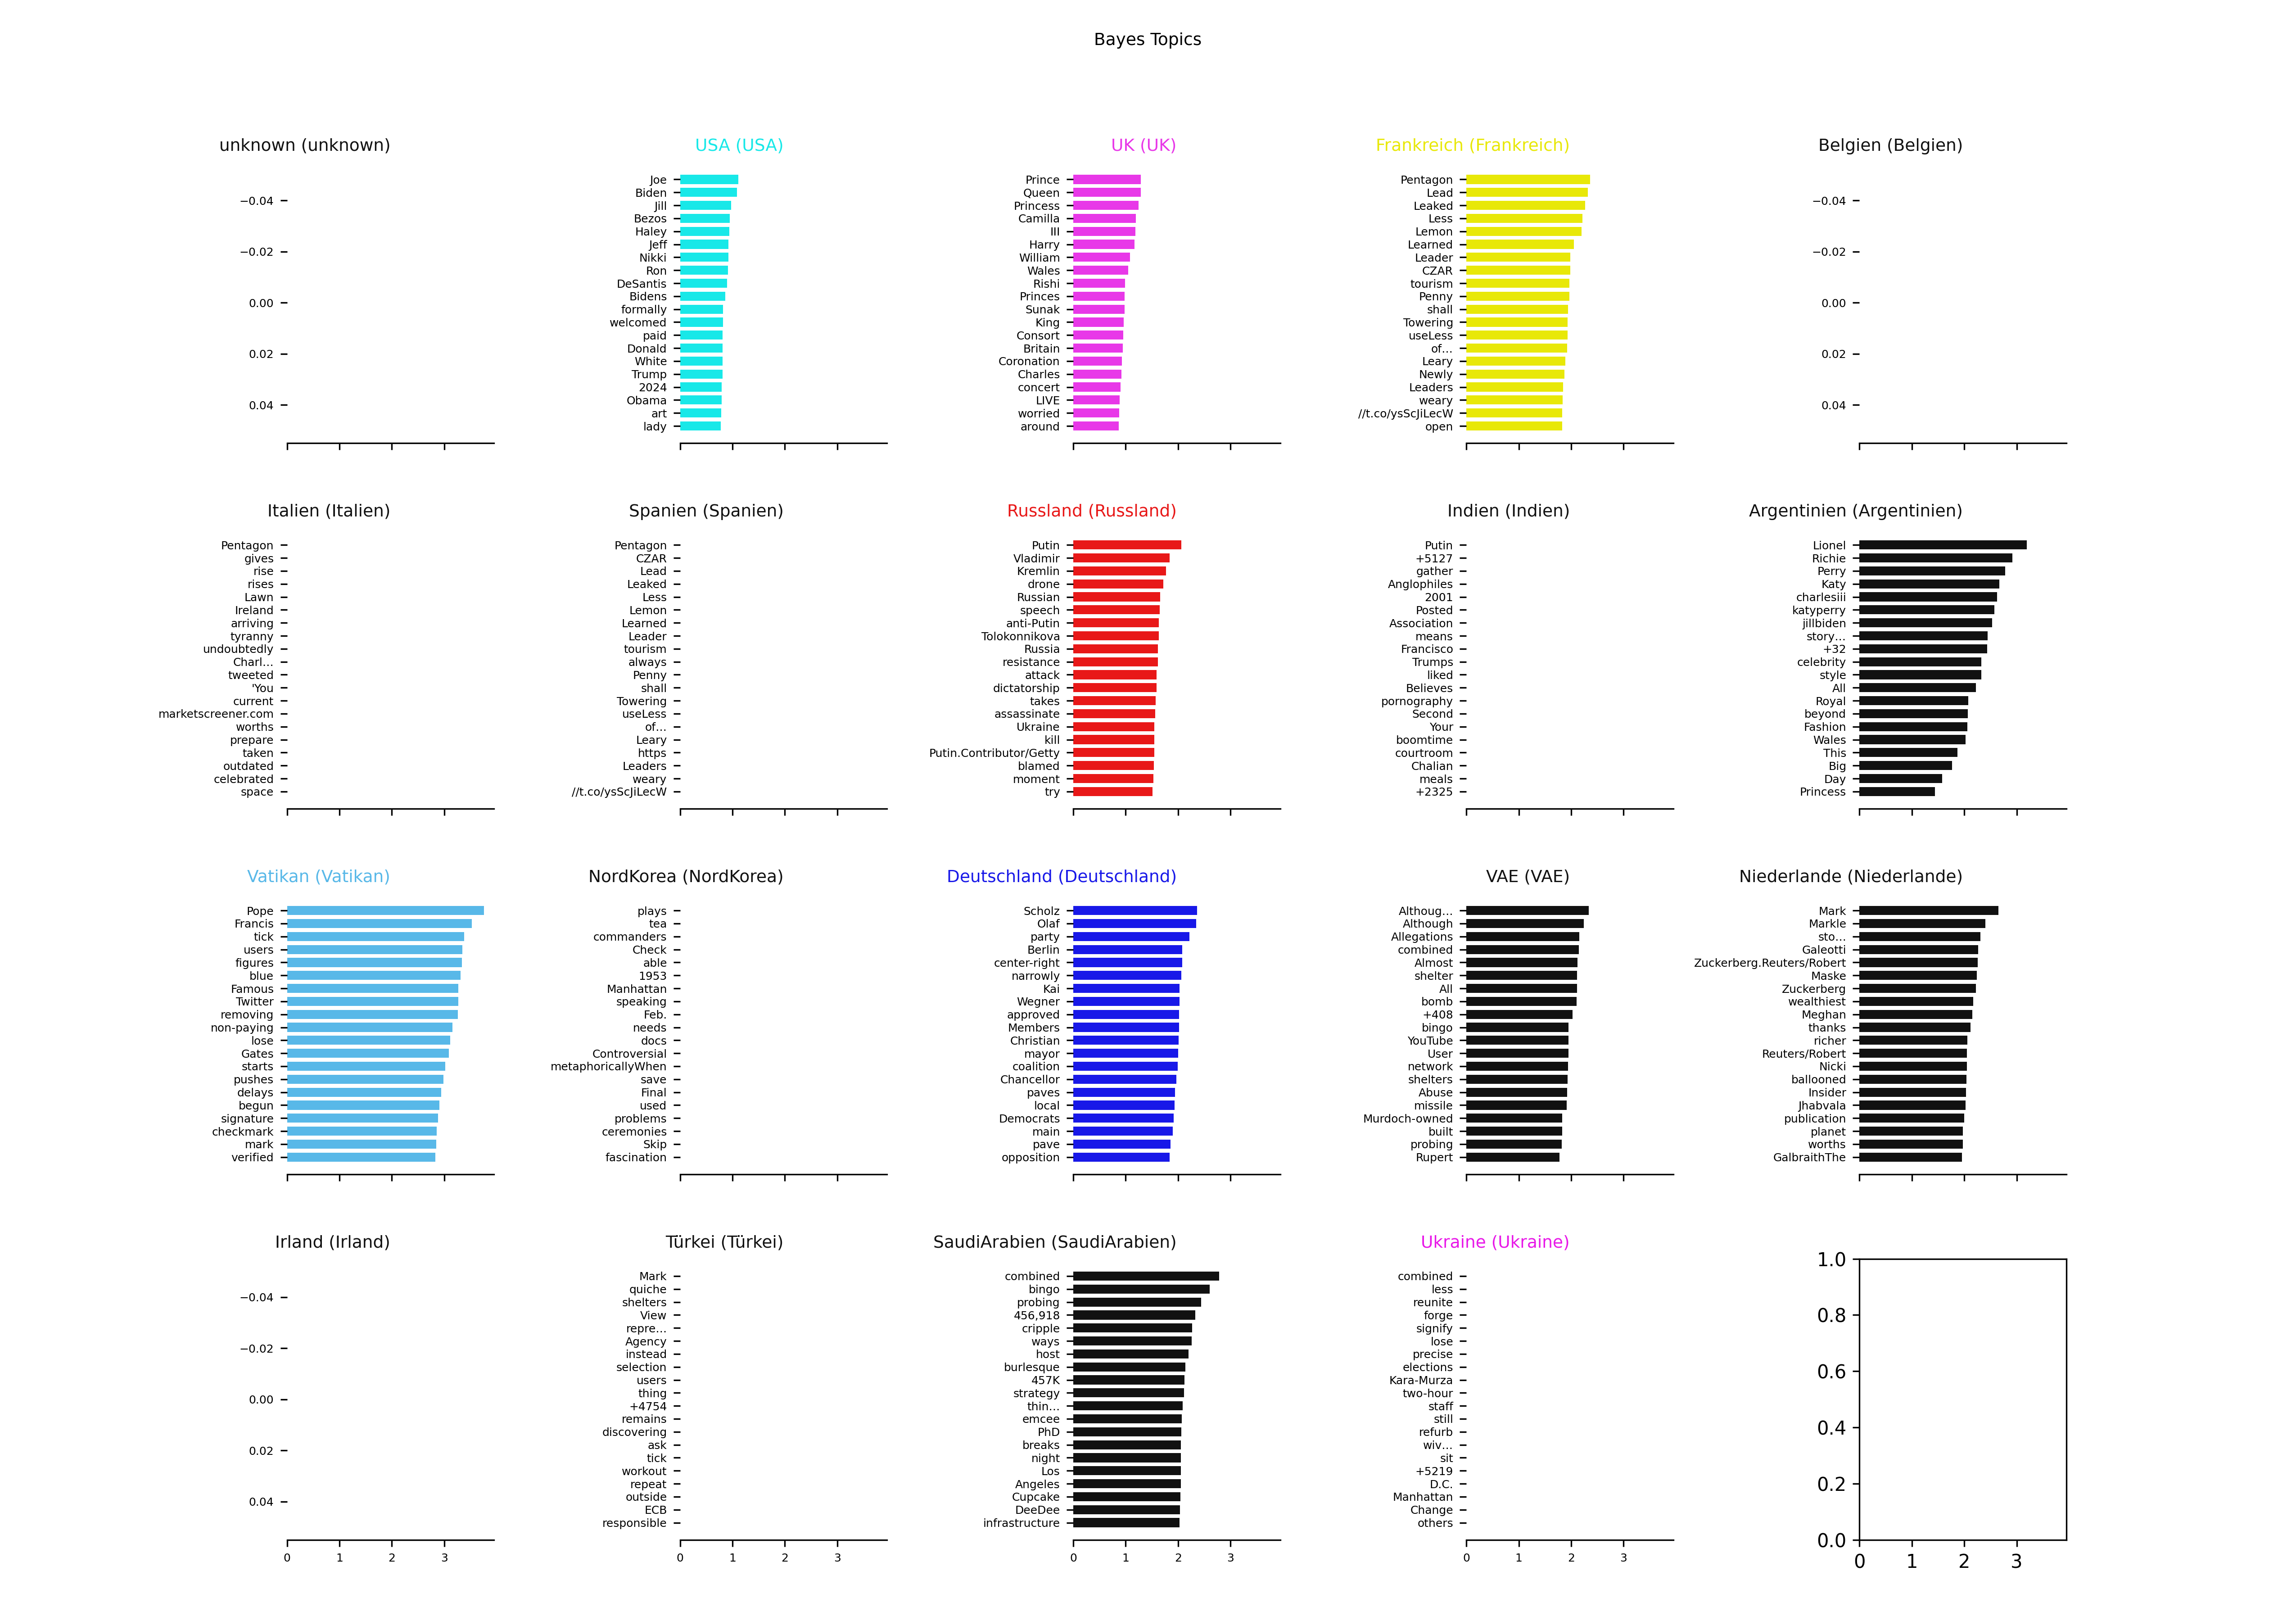 Bayes Topics
unknown (unknown)
−0.04
−0.02
0.00
0.02
0.04
USA (USA)
Joe
Biden
Jill
Bezos
Haley
Jeff
Nikki
Ron
DeSantis
Bidens
formally
welcomed
paid
Donald
White
Trump
2024
Obama
art
lady
UK (UK)
Prince
Queen
Princess
Camilla
III
Harry
William
Wales
Rishi
Princes
Sunak
King
Consort
Britain
Coronation
Charles
concert
LIVE
worried
around
Frankreich (Frankreich)
Pentagon
Lead
Leaked
Less
Lemon
Learned
Leader
CZAR
tourism
Penny
shall
Towering
useLess
of…
Leary
Newly
Leaders
weary
//t.co/ysScJiLecW
open
Belgien (Belgien)
−0.04
−0.02
0.00
0.02
0.04
Italien (Italien)
Pentagon
gives
rise
rises
Lawn
Ireland
arriving
tyranny
undoubtedly
Charl…
tweeted
'You
current
marketscreener.com
worths
prepare
taken
outdated
celebrated
space
Spanien (Spanien)
Pentagon
CZAR
Lead
Leaked
Less
Lemon
Learned
Leader
tourism
always
Penny
shall
Towering
useLess
of…
Leary
https
Leaders
weary
//t.co/ysScJiLecW
Russland (Russland)
Putin
Vladimir
Kremlin
drone
Russian
speech
anti-Putin
Tolokonnikova
Russia
resistance
attack
dictatorship
takes
assassinate
Ukraine
kill
Putin.Contributor/Getty
blamed
moment
try
Indien (Indien)
Putin
+5127
gather
Anglophiles
2001
Posted
Association
means
Francisco
Trumps
liked
Believes
pornography
Second
Your
boomtime
courtroom
Chalian
meals
+2325
Argentinien (Argentinien)
Lionel
Richie
Perry
Katy
charlesiii
katyperry
jillbiden
story…
+32
celebrity
style
All
Royal
beyond
Fashion
Wales
This
Big
Day
Princess
Vatikan (Vatikan)
Pope
Francis
tick
users
figures
blue
Famous
Twitter
removing
non-paying
lose
Gates
starts
pushes
delays
begun
signature
checkmark
mark
verified
NordKorea (NordKorea)
plays
tea
commanders
Check
able
1953
Manhattan
speaking
Feb.
needs
docs
Controversial
metaphoricallyWhen
save
Final
used
problems
ceremonies
Skip
fascination
Deutschland (Deutschland)
Scholz
Olaf
party
Berlin
center-right
narrowly
Kai
Wegner
approved
Members
Christian
mayor
coalition
Chancellor
paves
local
Democrats
main
pave
opposition
VAE (VAE)
Althoug…
Although
Allegations
combined
Almost
shelter
All
bomb
+408
bingo
YouTube
User
network
shelters
Abuse
missile
Murdoch-owned
built
probing
Rupert
Niederlande (Niederlande)
Mark
Markle
sto…
Galeotti
Zuckerberg.Reuters/Robert
Maske
Zuckerberg
wealthiest
Meghan
thanks
richer
Reuters/Robert
Nicki
ballooned
Insider
Jhabvala
publication
planet
worths
GalbraithThe
Irland (Irland)
−0.04
−0.02
0.00
0.02
0.04
0 1 2 3
Türkei (Türkei)
Mark
quiche
shelters
View
repre…
Agency
instead
selection
users
thing
+4754
remains
discovering
ask
tick
workout
repeat
outside
ECB
responsible
0 1 2 3
SaudiArabien (SaudiArabien)
combined
bingo
probing
456,918
cripple
ways
host
burlesque
457K
strategy
thin…
emcee
PhD
breaks
night
Los
Angeles
Cupcake
DeeDee
infrastructure
0 1 2 3
Ukraine (Ukraine)
combined
less
reunite
forge
signify
lose
precise
elections
Kara-Murza
two-hour
staff
still
refurb
wiv…
sit
+5219
D.C.
Manhattan
Change
others
0 1 2 3
1.0
0.8
0.6
0.4
0.2
0.0
0 1 2 3